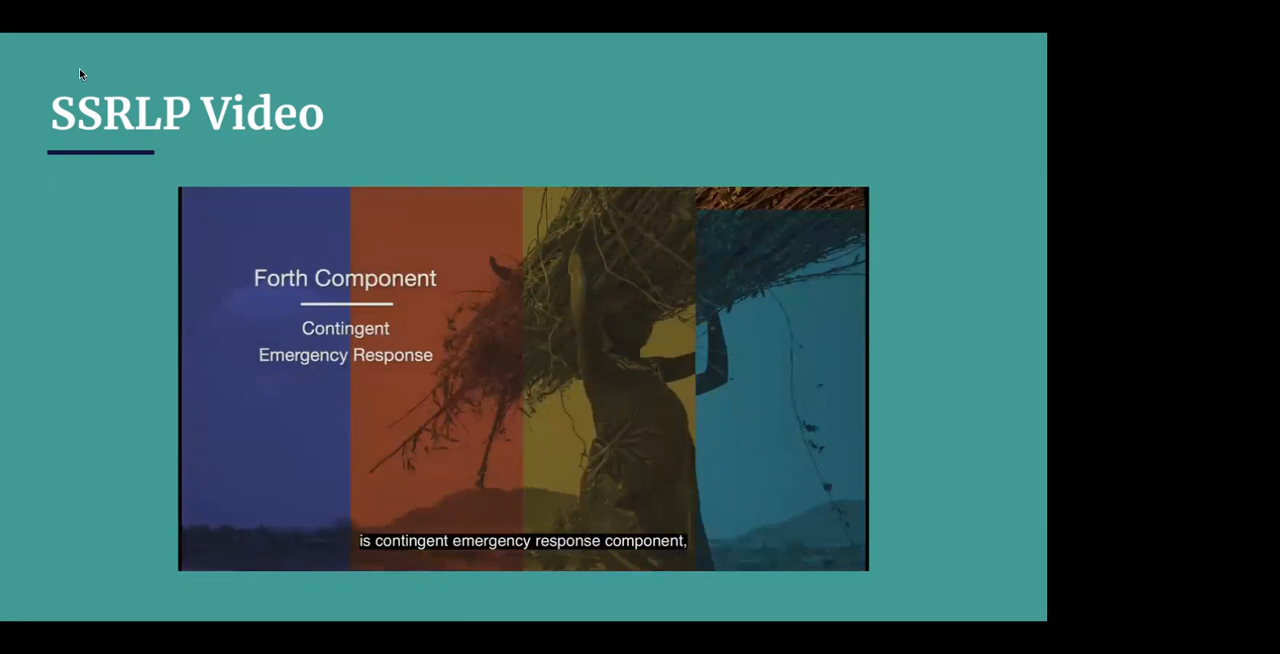 SSRLP Video
Forth Component
Contingent
Emergency Response
is contingent emergency response component,